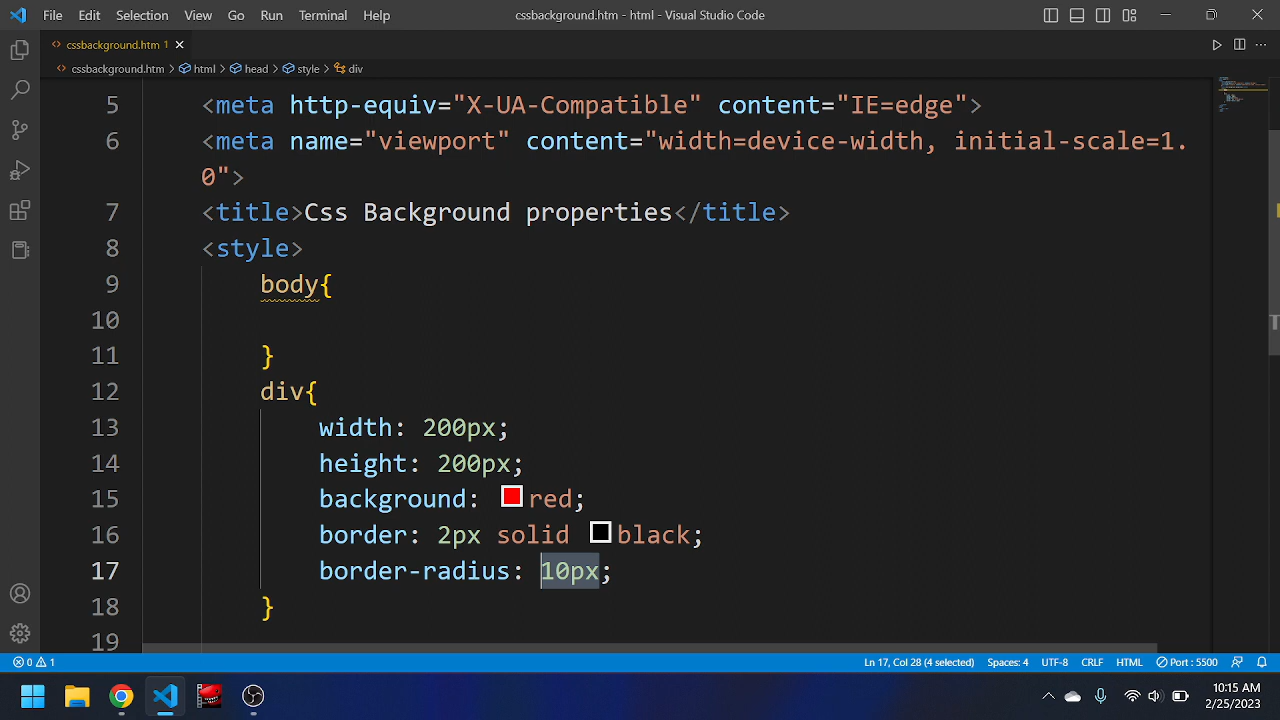 File Edit Selection View Go Run Terminal Help cssbackground.htm - html - Visual Studio Code
cssbackground.htm 1
cssbackground.htm > html > head > style > div
5 <meta http-equiv="X-UA-Compatible" content="IE=edge">
6 <meta name="viewport" content="width=device-width, initial-scale=1.
0">
7 <title>Css Background properties</title>
8 <style>
9 body{
10
11 }
12 div{
13 width: 200px;
14 height: 200px;
15 background: red;
16 border: 2px solid black;
17 border-radius: 10px;
18 }
19
0 1 Ln 17, Col 28 (4 selected) Spaces: 4 UTF-8 CRLF HTML Port : 5500
10:15 AM
2/25/2023